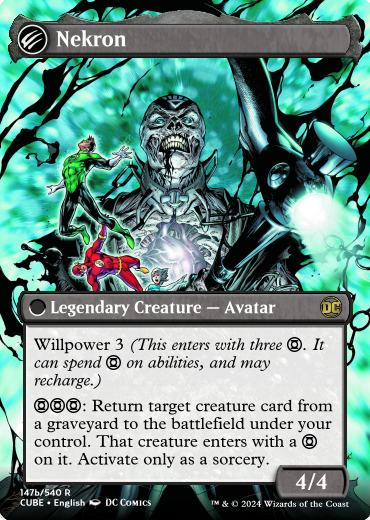 Nekron
Legendary Creature — Avatar
DC
Willpower 3 (This enters with three . It
can spend  on abilities, and may
recharge.)
: Return target creature card from
a graveyard to the battlefield under your
control. That creature enters with a 
on it. Activate only as a sorcery.
4/4
147b/540 R
CUBE • English DC Comics
™ & © 2024 Wizards of the Coast